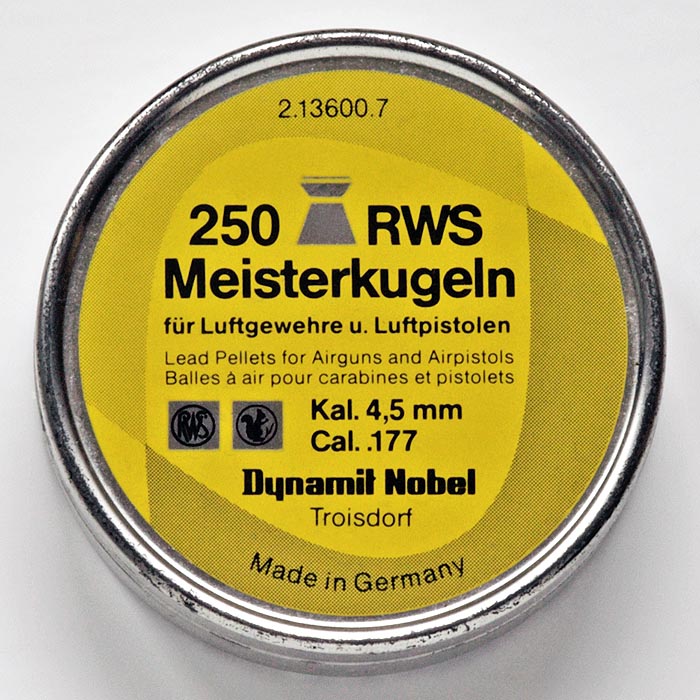 2.13600.7
250 RWS
Meisterkugeln
für Luftgewehre u. Luftpistolen
Lead Pellets for Airguns and Airpistols
Balles à air pour carabines et pistolets
RWS
Kal. 4,5 mm
Cal. .177
Dynamit Nobel
Troisdorf
Made in Germany